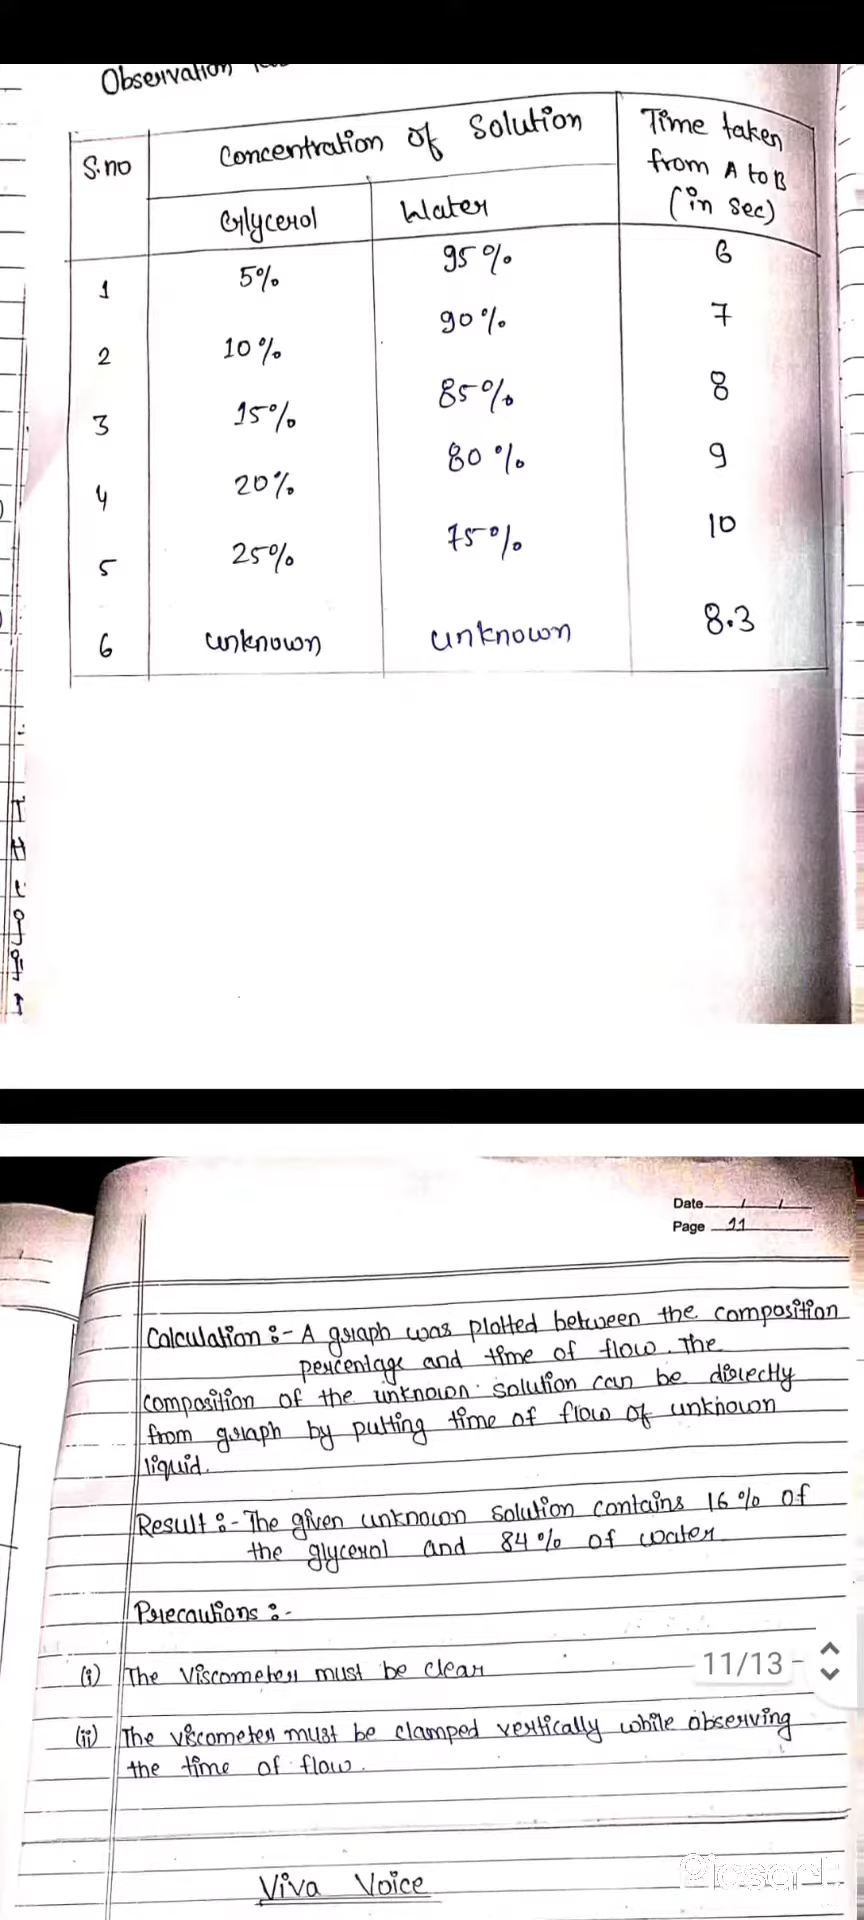 Observation
S.no
Concentration of Solution
Time taken
from A to B
(in sec)
Glycerol
Water
1
5%
95%
6
2
10%
90%
7
3
15%
85%
8
4
20%
80%
9
5
25%
75%
10
6
unknown
unknown
8.3
Date
Page 11
Calculation :- A graph was plotted between the composition
percentage and time of flow. The
composition of the unknown solution can be directly
from graph by putting time of flow of unknown
liquid.
Result :- The given unknown solution contains 16% of
the glycerol and 84% of water
Precautions :-
(i) The Viscometer must be clear
11/13
(ii) The viscometer must be clamped vertically while observing
the time of flow.
Viva Voice
Picsart